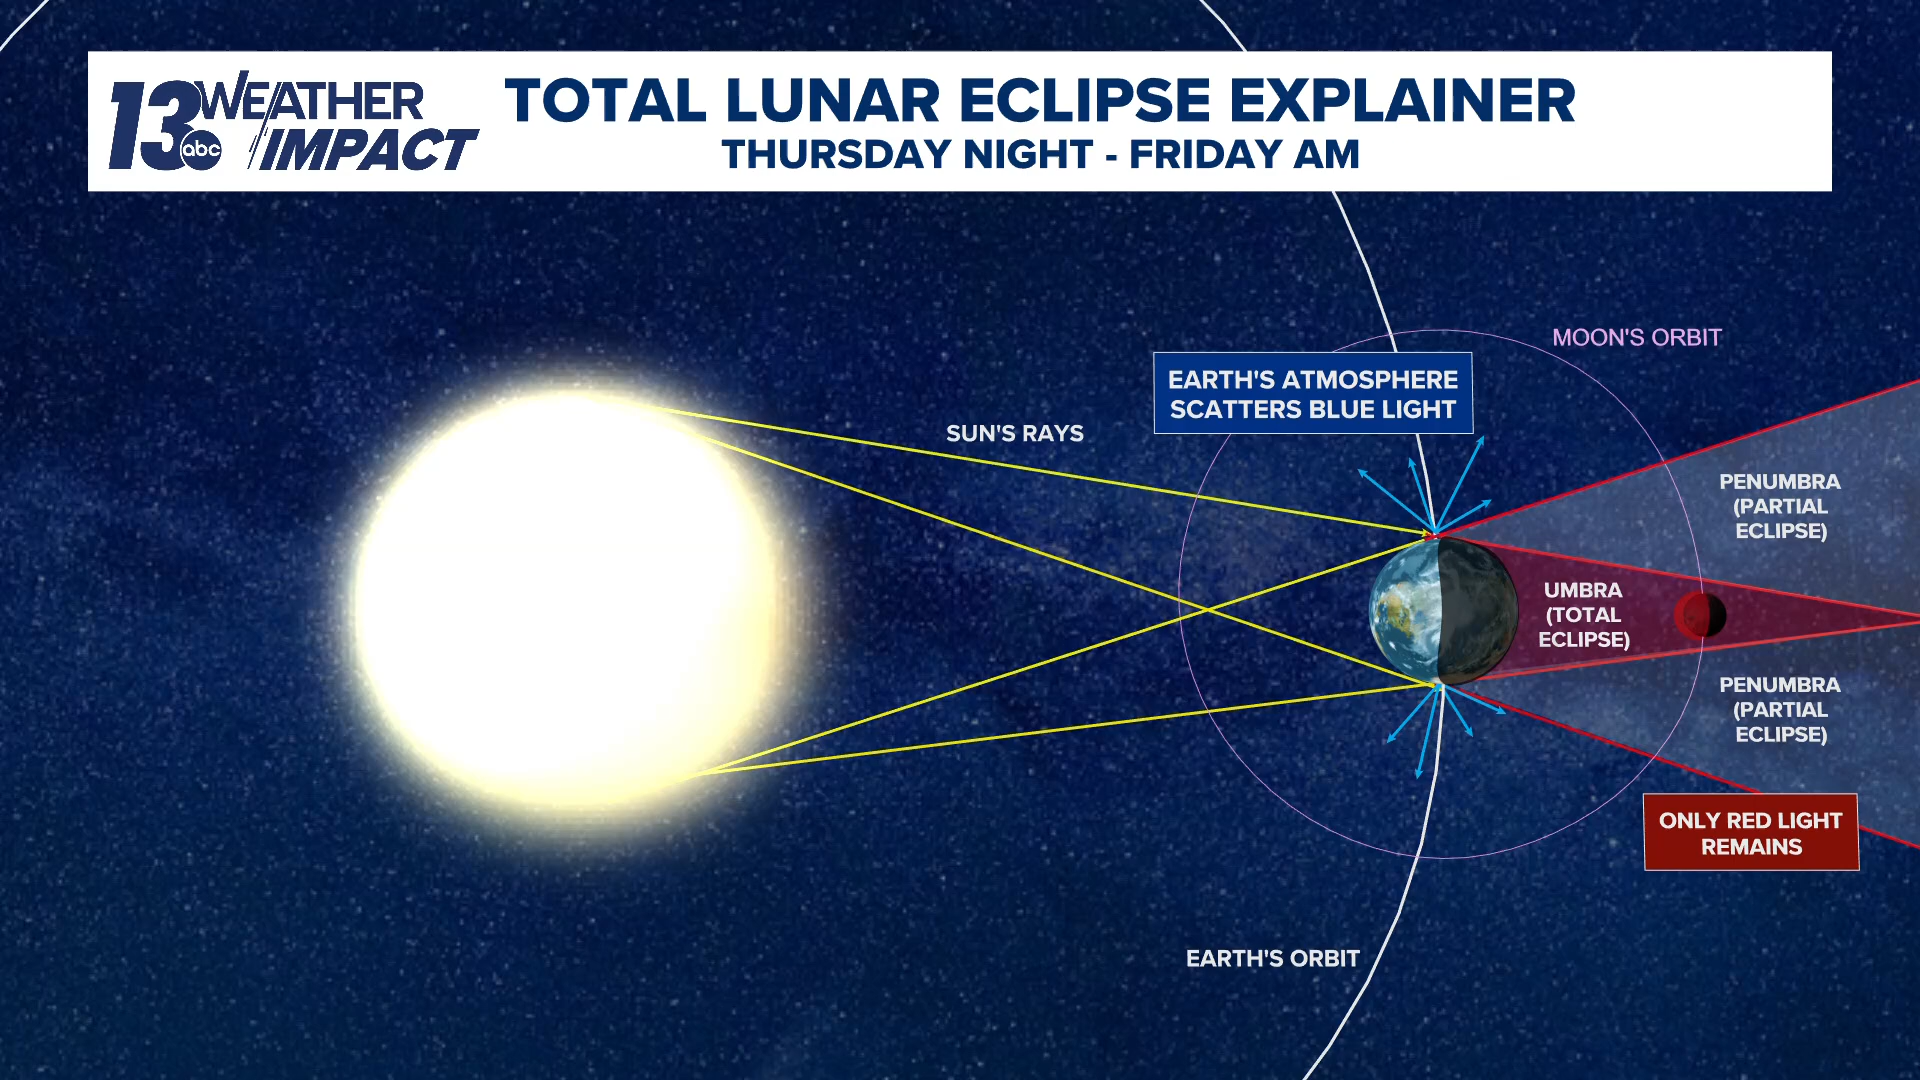 13 WEATHER
abc IMPACT
TOTAL LUNAR ECLIPSE EXPLAINER
THURSDAY NIGHT - FRIDAY AM
MOON'S ORBIT
EARTH'S ATMOSPHERE
SCATTERS BLUE LIGHT
SUN'S RAYS
PENUMBRA
(PARTIAL
ECLIPSE)
UMBRA
(TOTAL
ECLIPSE)
PENUMBRA
(PARTIAL
ECLIPSE)
ONLY RED LIGHT
REMAINS
EARTH'S ORBIT